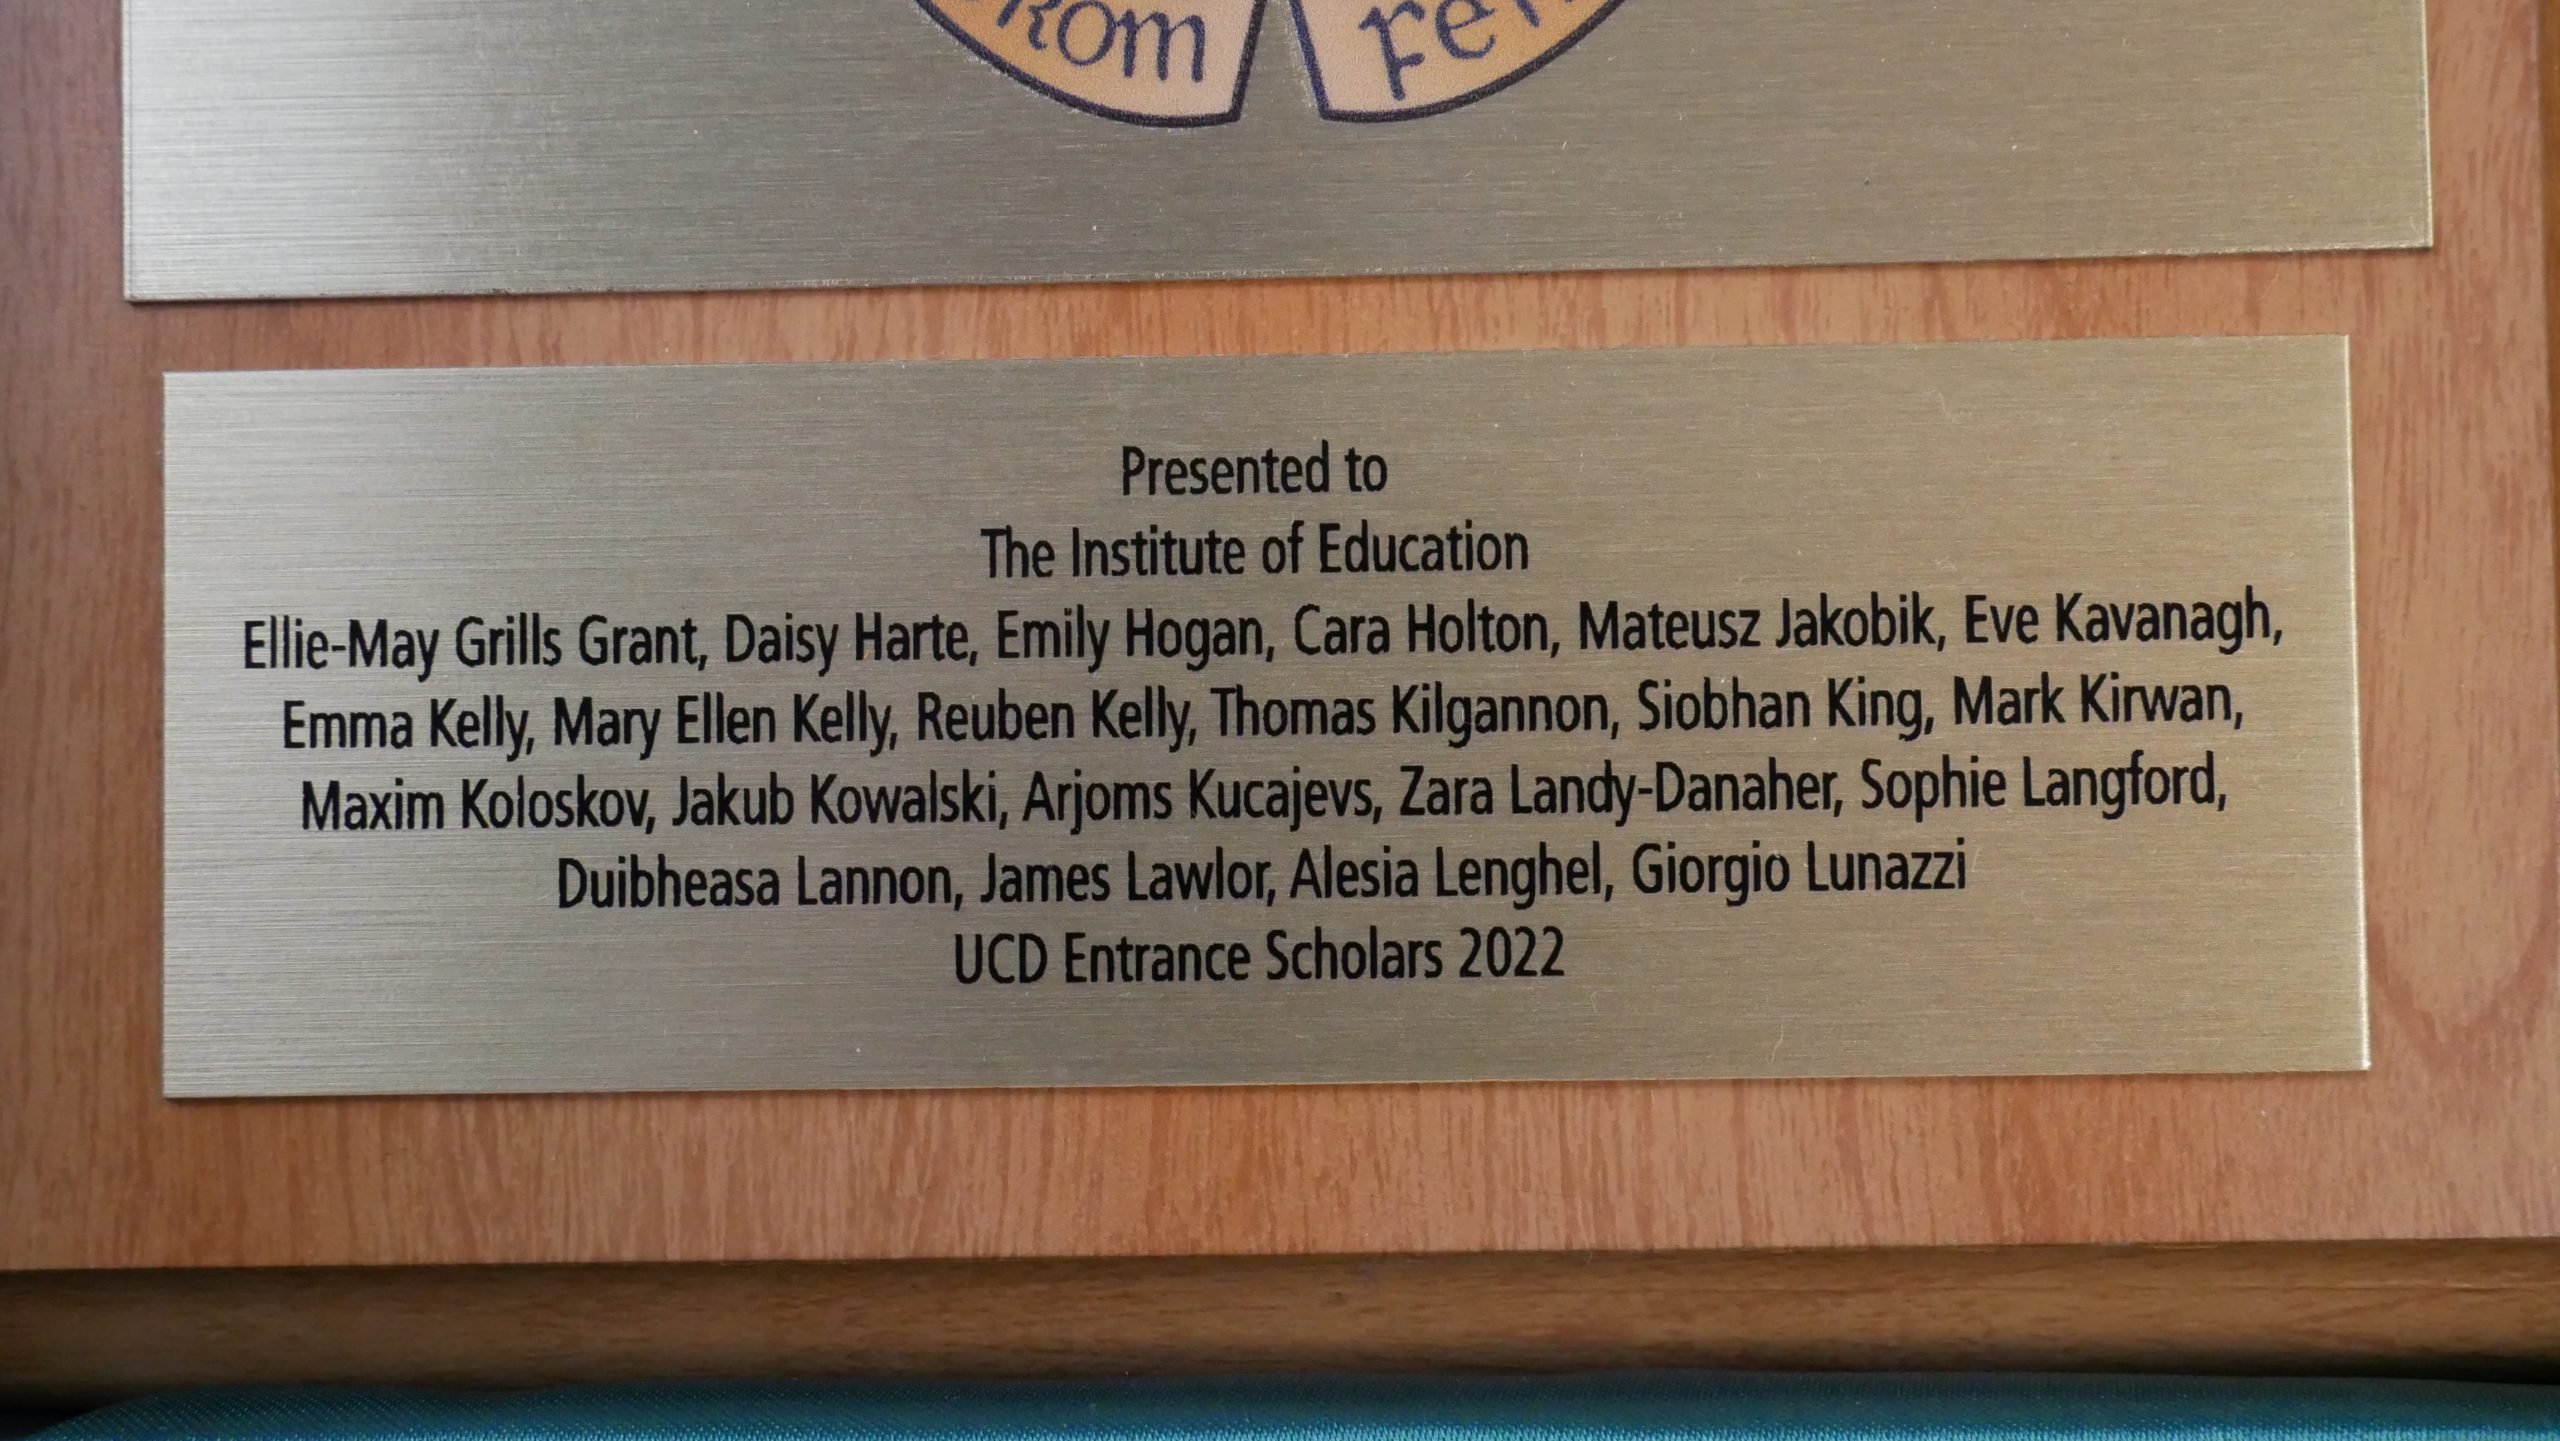 Rom fe
Presented to
The Institute of Education
Ellie-May Grills Grant, Daisy Harte, Emily Hogan, Cara Holton, Mateusz Jakobik, Eve Kavanagh,
Emma Kelly, Mary Ellen Kelly, Reuben Kelly, Thomas Kilgannon, Siobhan King, Mark Kirwan,
Maxim Koloskov, Jakub Kowalski, Arjoms Kucajevs, Zara Landy-Danaher, Sophie Langford,
Duibheasa Lannon, James Lawlor, Alesia Lenghel, Giorgio Lunazzi
UCD Entrance Scholars 2022